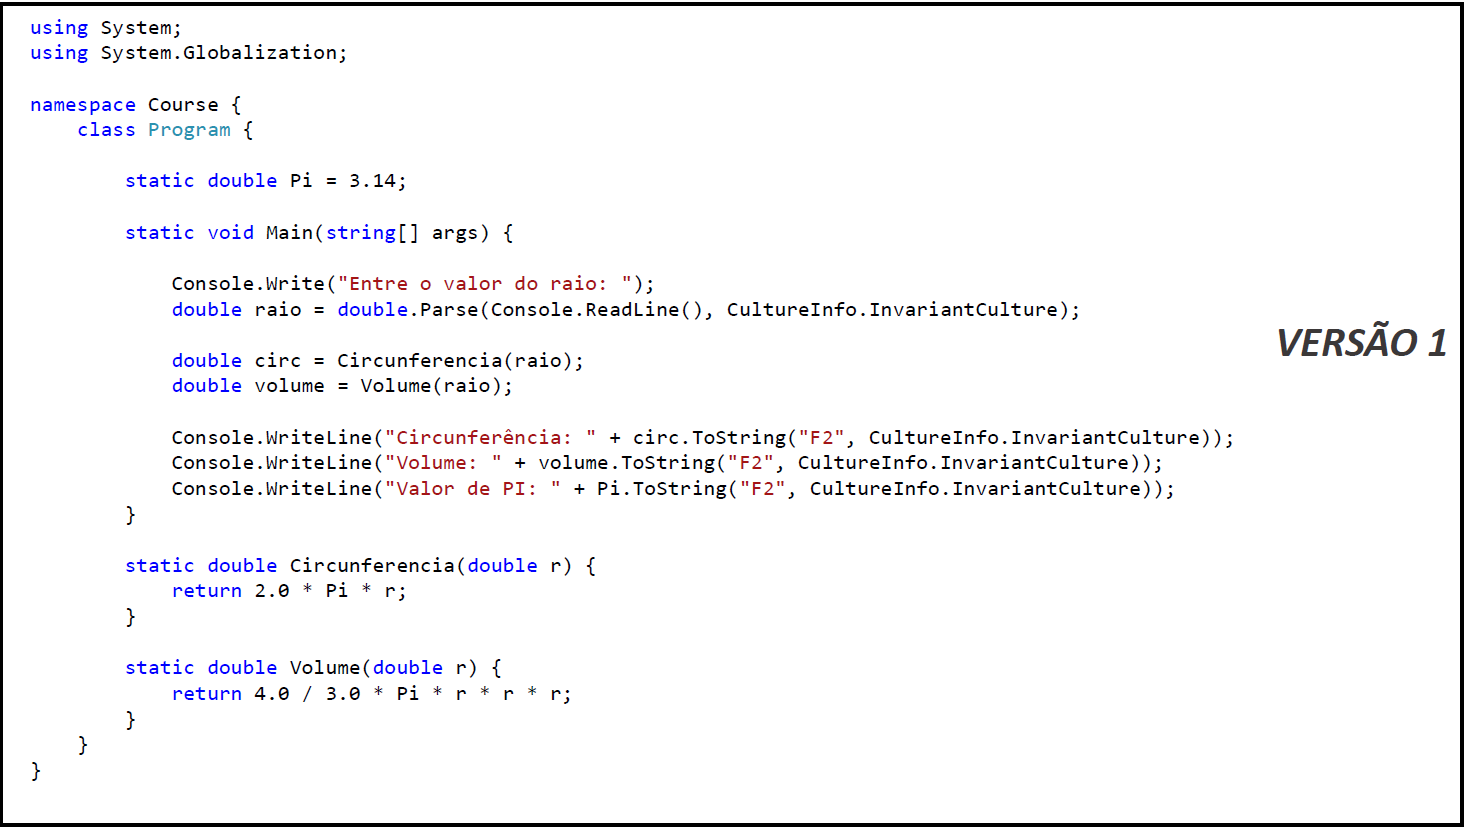 using System;
using System.Globalization;
namespace Course {
class Program {
static double Pi = 3.14;
static void Main(string[] args) {
Console.Write("Entre o valor do raio: ");
double raio = double.Parse(Console.ReadLine(), CultureInfo.InvariantCulture);
VERSÃO 1
double circ = Circunferencia(raio);
double volume = Volume(raio);
Console.WriteLine("Circunferência: " + circ.ToString("F2", CultureInfo.InvariantCulture));
Console.WriteLine("Volume: " + volume.ToString("F2", CultureInfo.InvariantCulture));
Console.WriteLine("Valor de PI: " + Pi.ToString("F2", CultureInfo.InvariantCulture));
}
static double Circunferencia(double r) {
return 2.0 * Pi * r;
}
static double Volume(double r) {
return 4.0 / 3.0 * Pi * r * r * r;
}
}
}